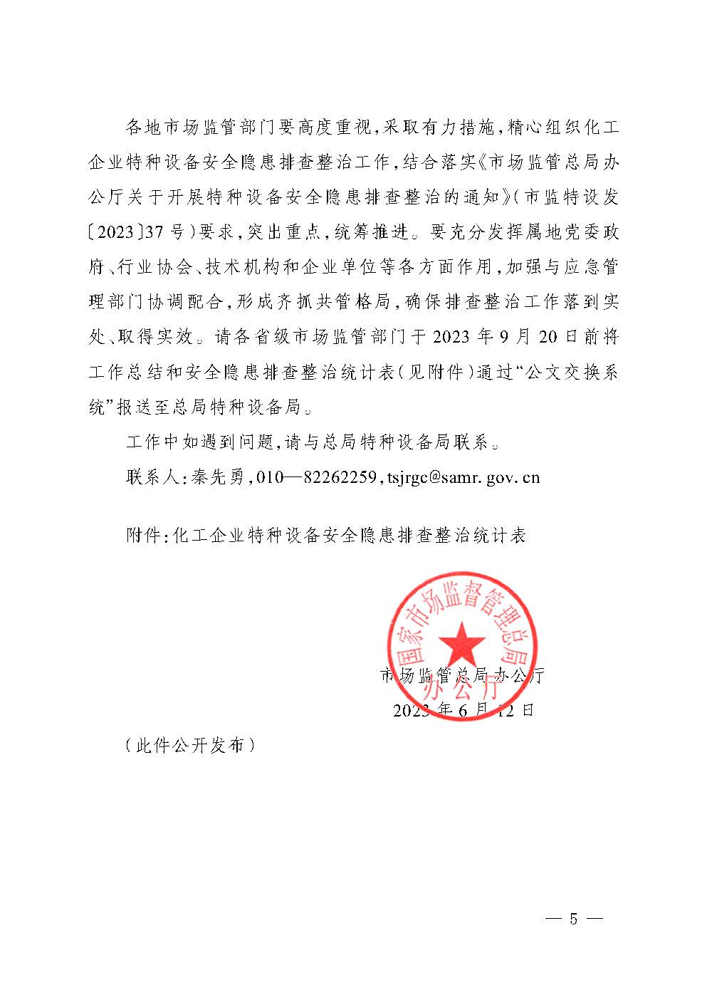 各地市场监管部门要高度重视,采取有力措施,精心组织化工
企业特种设备安全隐患排查整治工作,结合落实《市场监管总局办
公厅关于开展特种设备安全隐患排查整治的通知》(市监特设发
〔2023〕37 号)要求,突出重点,统筹推进。要充分发挥属地党委政
府、行业协会、技术机构和企业单位等各方面作用,加强与应急管
理部门协调配合,形成齐抓共管格局,确保排查整治工作落到实
处、取得实效。请各省级市场监管部门于 2023 年 9 月 20 日前将
工作总结和安全隐患排查整治统计表(见附件)通过“公文交换系
统”报送至总局特种设备局。
工作中如遇到问题,请与总局特种设备局联系。
联系人:秦先勇,010—82262259,tsjrgc@samr.gov.cn
附件:化工企业特种设备安全隐患排查整治统计表
国家市场监督管理总局
市场监管总局办公厅
办公厅
2023 年 6 月 12 日
(此件公开发布)
— 5 —